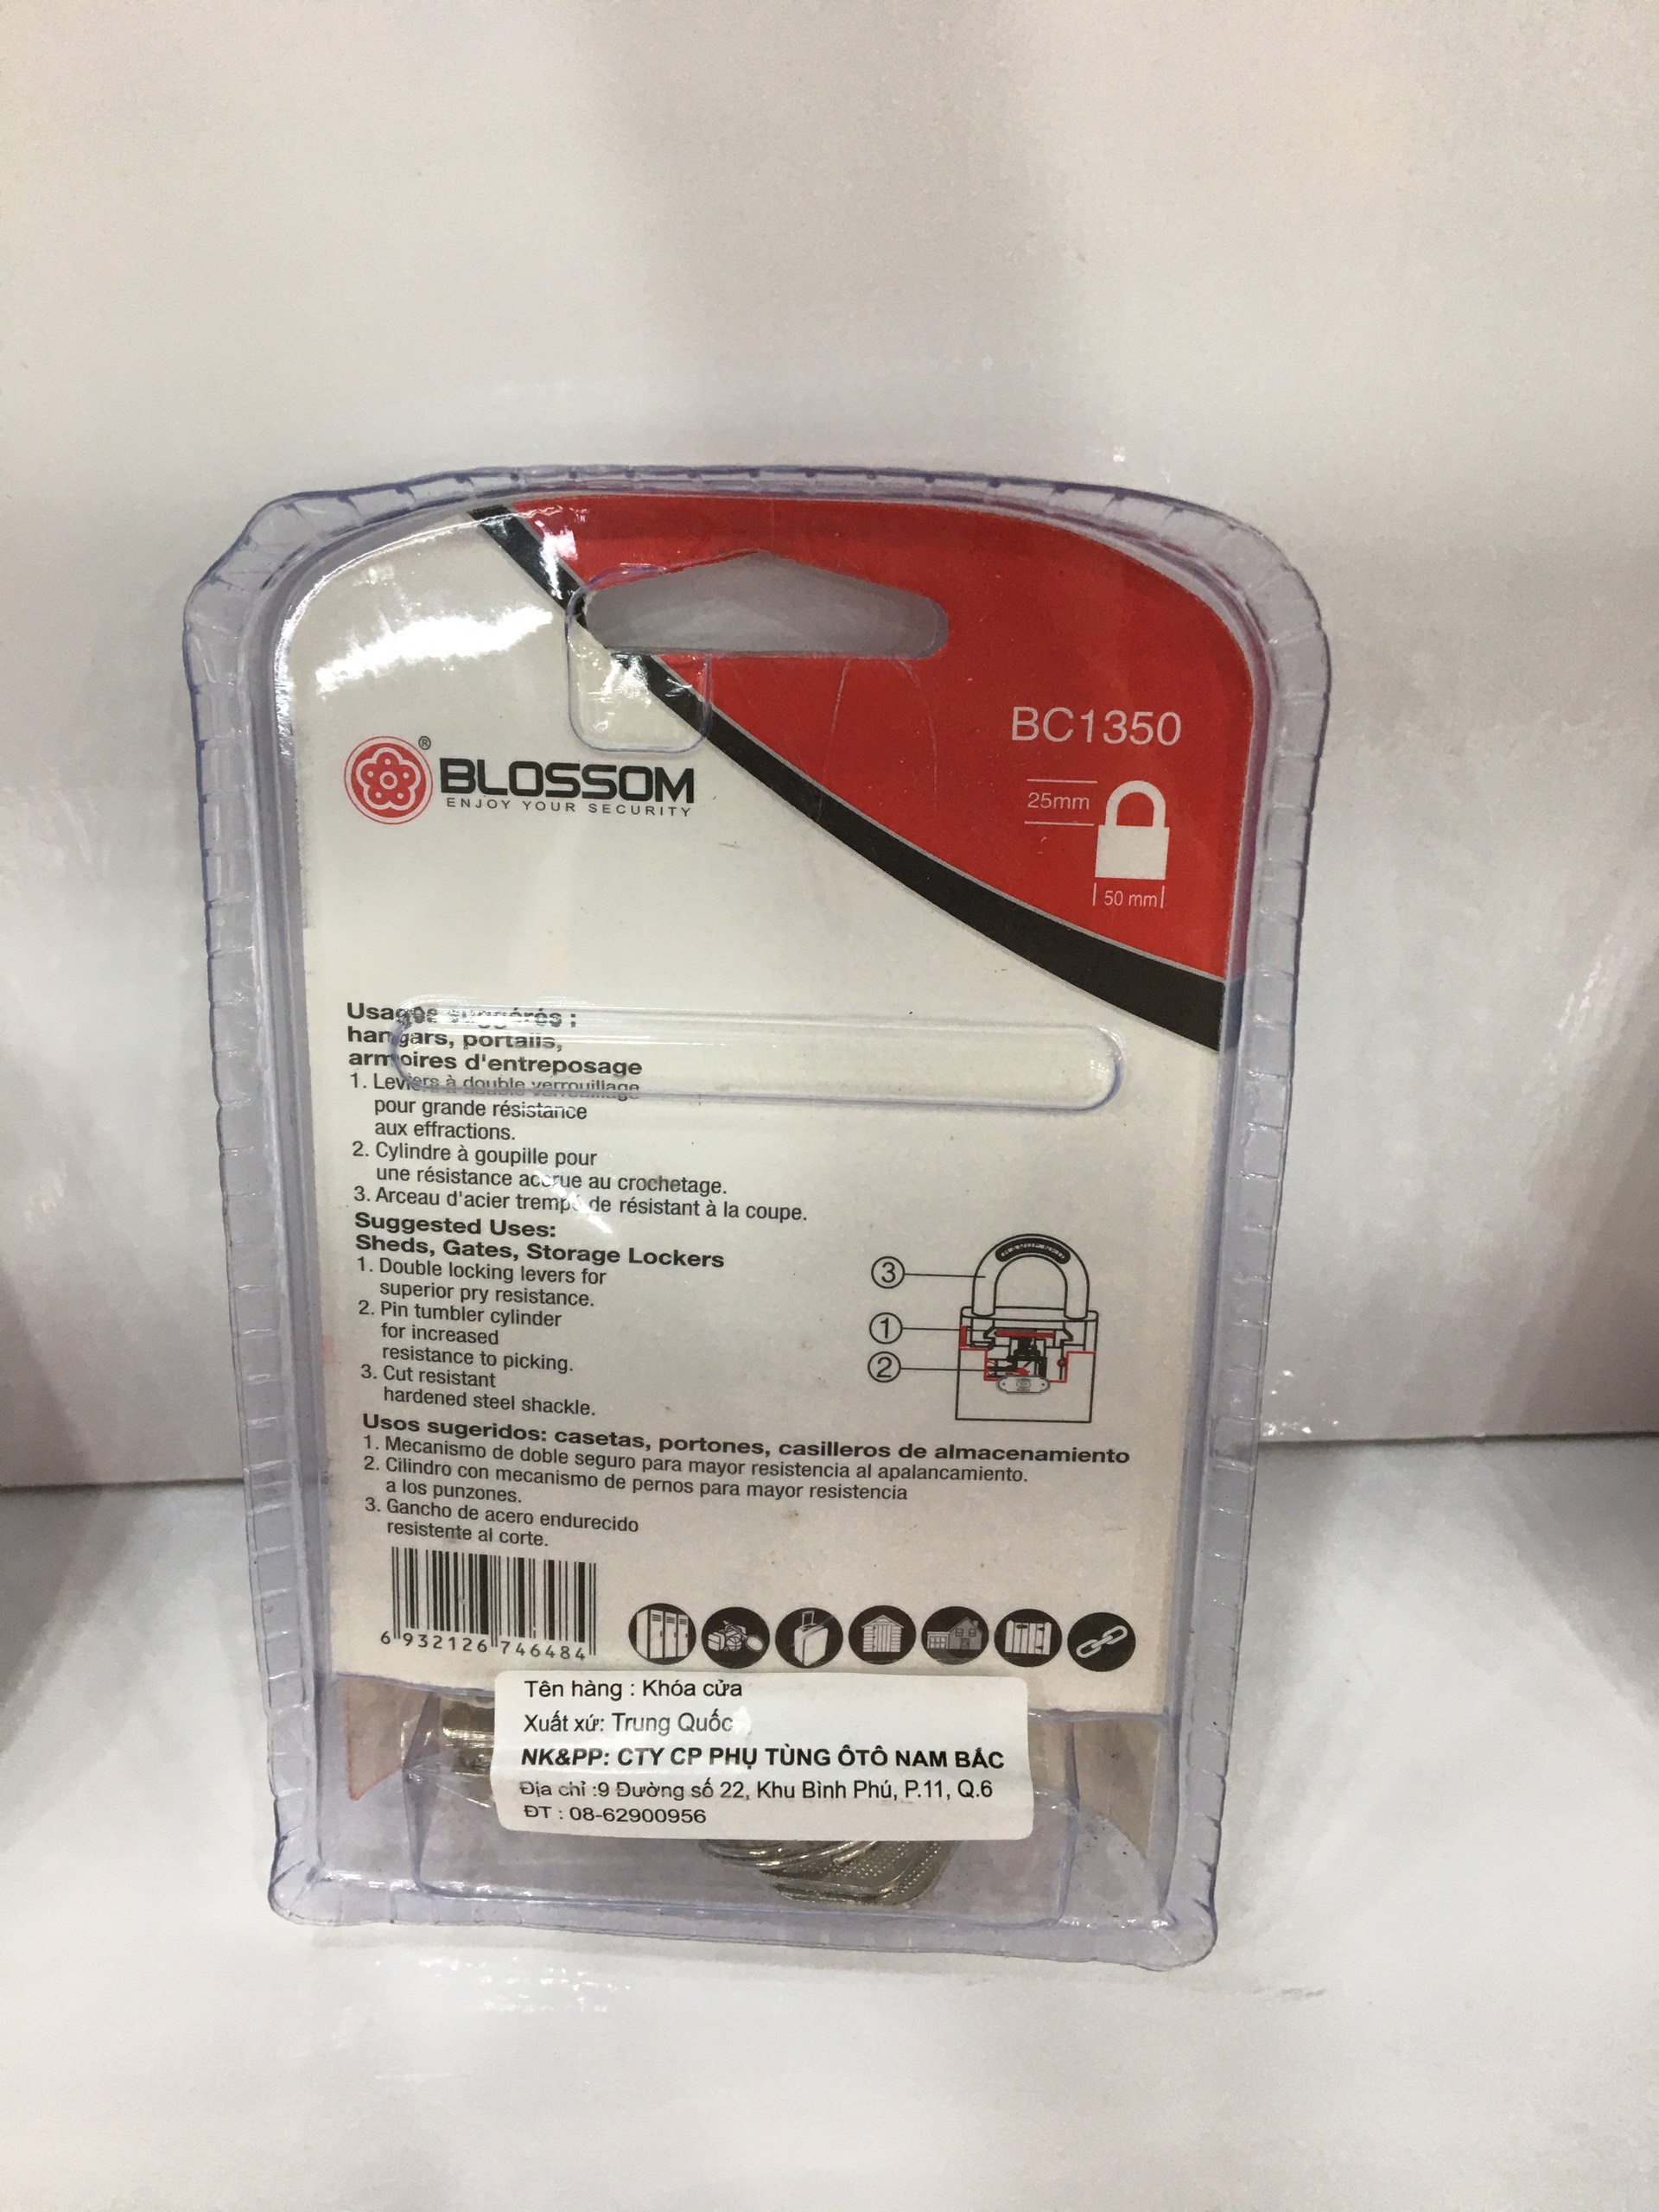 BC1350
25mm
50 mm
®
BLOSSOM
ENJOY YOUR SECURITY
Usages suggérés :
hangars, portails,
armoires d'entreposage
1. Leviers à double verrouillage
pour grande résistance
aux effractions.
2. Cylindre à goupille pour
une résistance accrue au crochetage.
3. Arceau d'acier trempé de résistant à la coupe.
Suggested Uses:
Sheds, Gates, Storage Lockers
1. Double locking levers for
superior pry resistance.
2. Pin tumbler cylinder
for increased
resistance to picking.
3. Cut resistant
hardened steel shackle.
3
1
2
Usos sugeridos: casetas, portones, casilleros de almacenamiento
1. Mecanismo de doble seguro para mayor resistencia al apalancamiento.
2. Cilindro con mecanismo de pernos para mayor resistencia
a los punzones.
3. Gancho de acero endurecido
resistente al corte.
6 932126 746484
Tên hàng : Khóa cửa
Xuất xứ: Trung Quốc
NK&PP: CTY CP PHỤ TÙNG ÔTÔ NAM BẮC
Địa chỉ :9 Đường số 22, Khu Bình Phú, P.11, Q.6
ĐT : 08-62900956